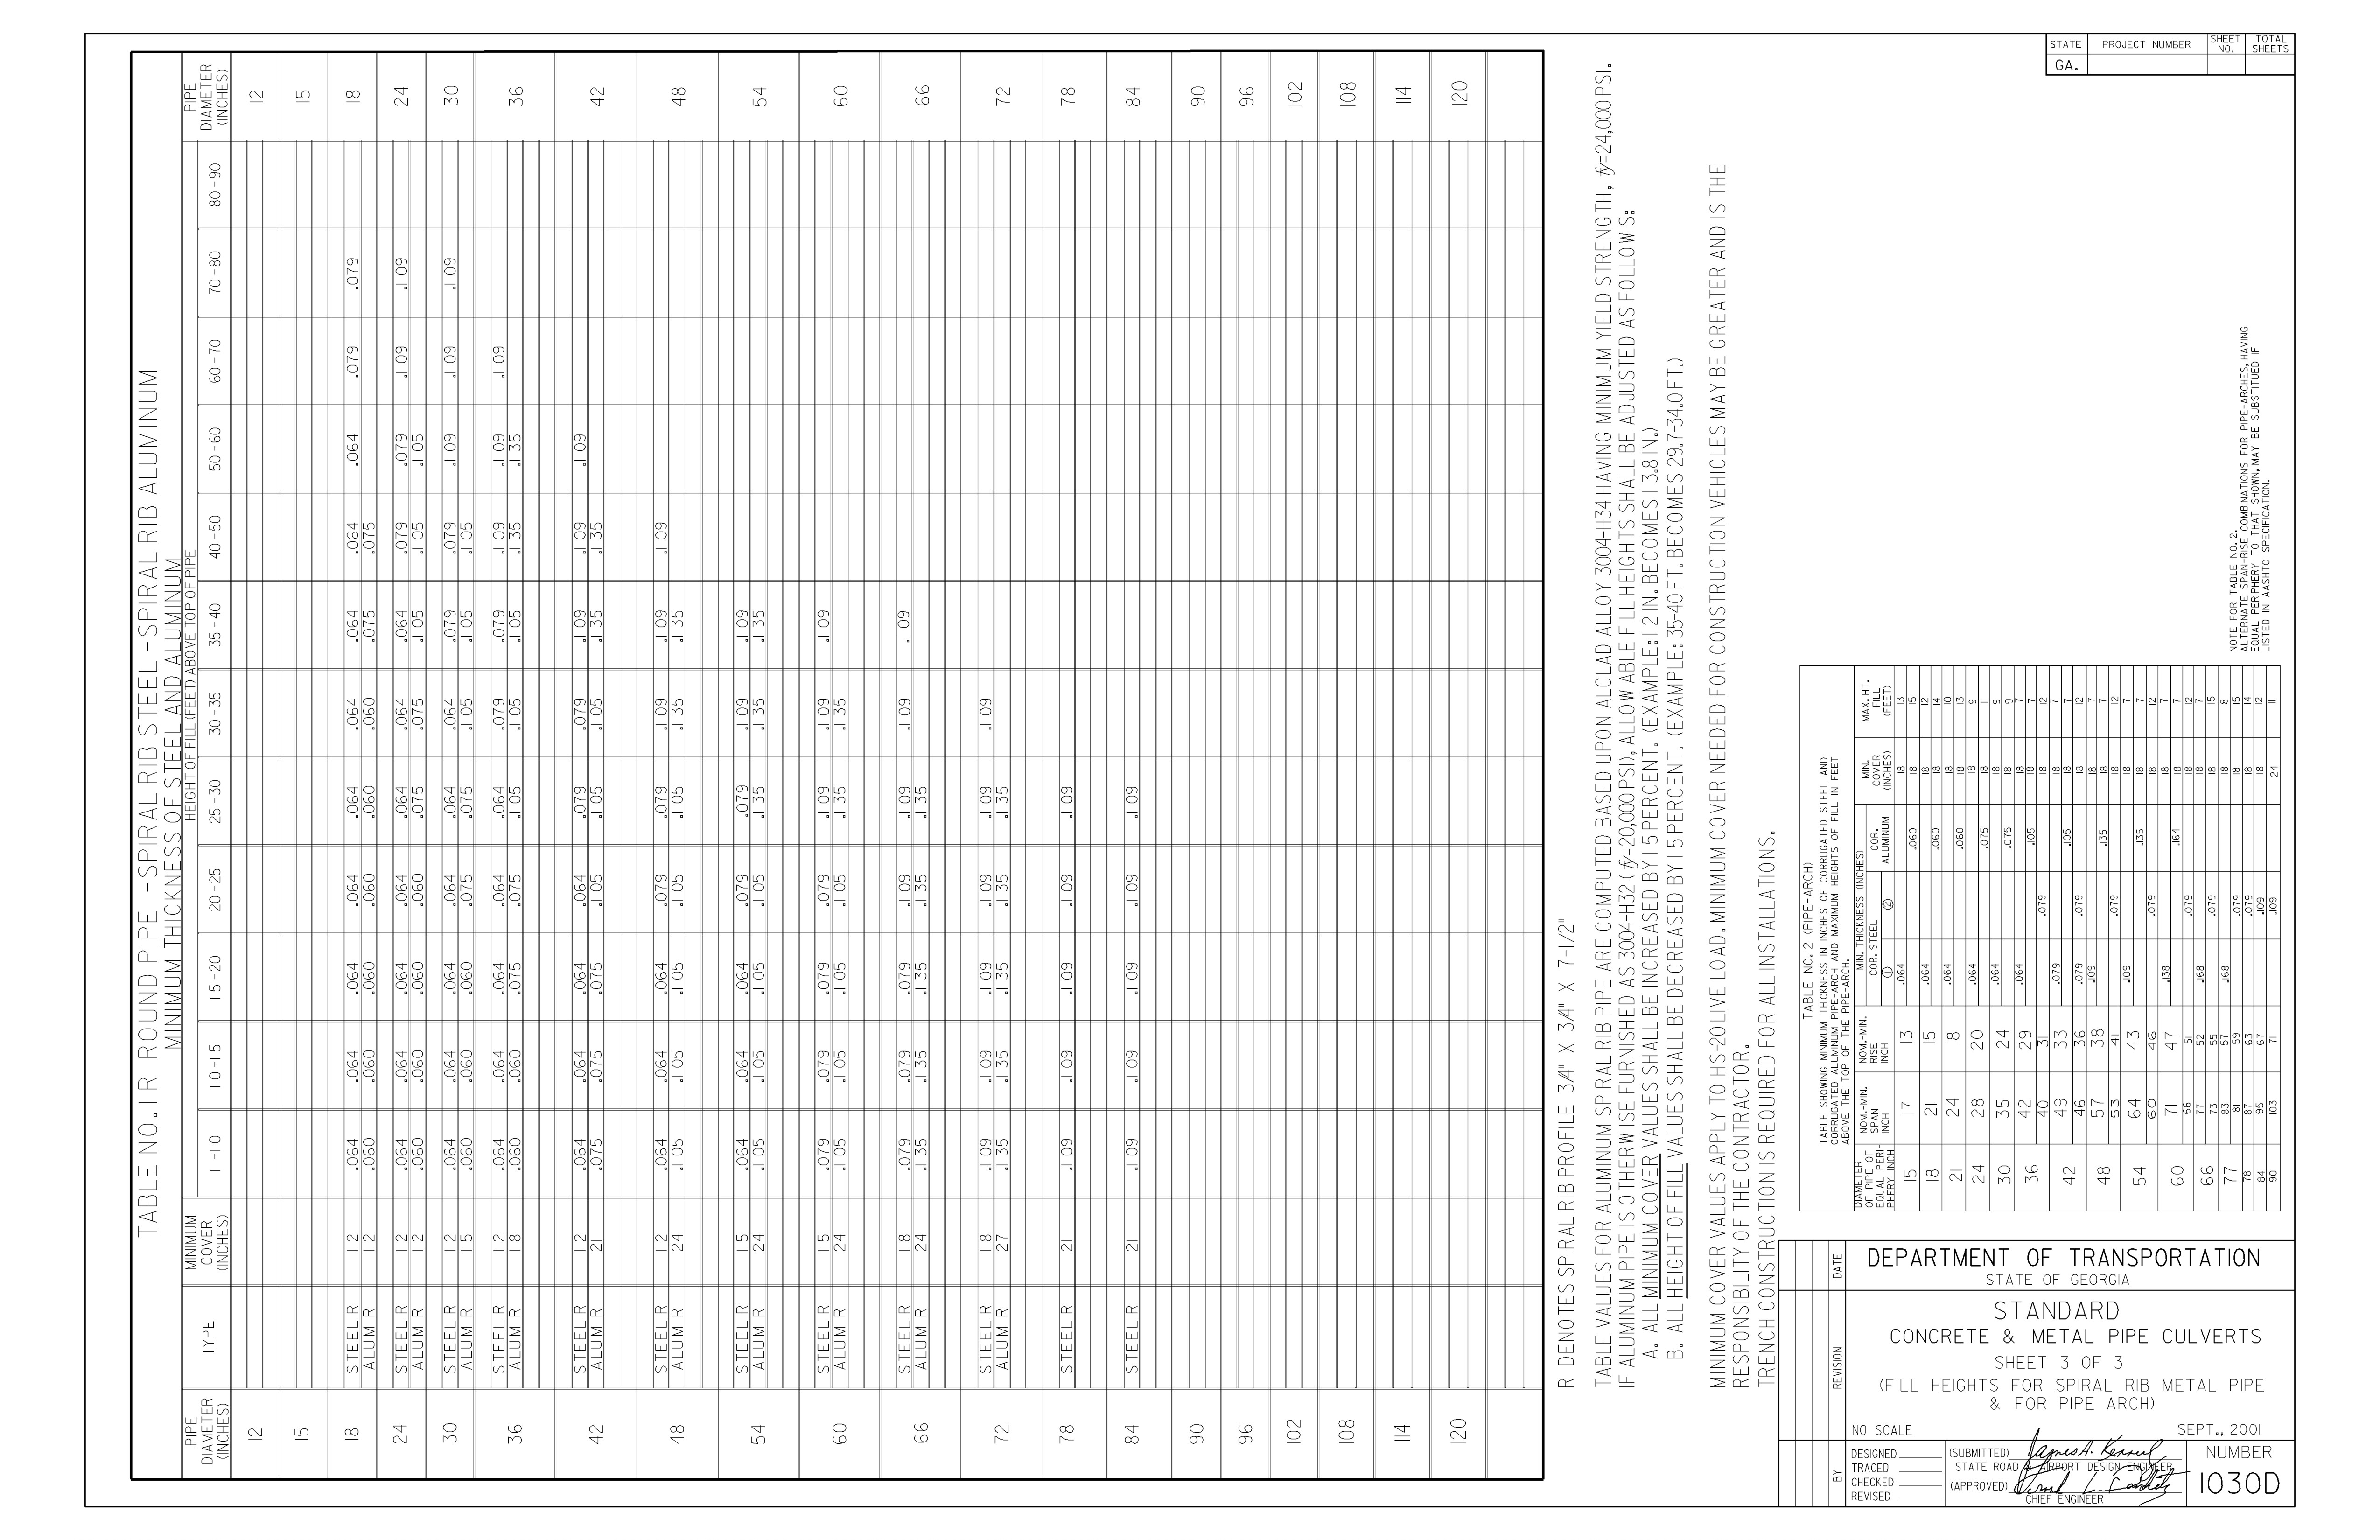 STATE PROJECT NUMBER SHEET NO. TOTAL SHEETS
GA.
TABLE NO. 1R ROUND PIPE - SPIRAL RIB STEEL - SPIRAL RIB ALUMINUM
MINIMUM THICKNESS OF STEEL AND ALUMINUM
PIPE DIAMETER (INCHES) TYPE MINIMUM COVER (INCHES) HEIGHT OF FILL (FEET) ABOVE TOP OF PIPE PIPE DIAMETER (INCHES)
1-10 10-15 15-20 20-25 25-30 30-35 35-40 40-50 50-60 60-70 70-80 80-90
12 12
15 15
18 STEEL R 12 .064 .064 .064 .064 .064 .064 .064 .064 .064 .079 .079 18
ALUM R 12 .060 .060 .060 .060 .060 .060 .075 .075
24 STEEL R 12 .064 .064 .064 .064 .064 .064 .064 .079 .079 .109 .109 24
ALUM R 12 .060 .060 .060 .060 .075 .075 .105 .105 .105
30 STEEL R 12 .064 .064 .064 .064 .064 .064 .079 .079 .109 .109 .109 30
ALUM R 15 .060 .060 .060 .075 .075 .105 .105 .105
36 STEEL R 12 .064 .064 .064 .064 .064 .079 .079 .109 .109 .109 36
ALUM R 18 .060 .060 .075 .075 .105 .105 .105 .135 .135
42 STEEL R 12 .064 .064 .064 .064 .079 .079 .109 .109 .109 42
ALUM R 21 .075 .075 .075 .105 .105 .105 .135 .135
48 STEEL R 12 .064 .064 .064 .079 .079 .109 .109 .109 48
ALUM R 24 .105 .105 .105 .105 .105 .135 .135
54 STEEL R 15 .064 .064 .064 .079 .079 .109 .109 54
ALUM R 24 .105 .105 .105 .105 .135 .135 .135
60 STEEL R 15 .079 .079 .079 .079 .109 .109 .109 60
ALUM R 24 .105 .105 .105 .105 .135 .135
66 STEEL R 18 .079 .079 .079 .109 .109 .109 .109 66
ALUM R 24 .135 .135 .135 .135 .135
72 STEEL R 18 .109 .109 .109 .109 .109 .109 72
ALUM R 27 .135 .135 .135 .135 .135
78 STEEL R 21 .109 .109 .109 .109 .109 78
84 STEEL R 21 .109 .109 .109 .109 .109 84
90 90
96 96
102 102
108 108
114 114
120 120
R DENOTES SPIRAL RIB PROFILE 3/4" X 3/4" X 7-1/2"
TABLE VALUES FOR ALUMINUM SPIRAL RIB PIPE ARE COMPUTED BASED UPON ALCLAD ALLOY 3004-H34 HAVING MINIMUM YIELD STRENGTH, fy=24,000 PSI.
IF ALUMINUM PIPE IS OTHERWISE FURNISHED AS 3004-H32 (fy=20,000 PSI), ALLOWABLE FILL HEIGHTS SHALL BE ADJUSTED AS FOLLOWS:
A. ALL MINIMUM COVER VALUES SHALL BE INCREASED BY 15 PERCENT. (EXAMPLE: 12 IN. BECOMES 13.8 IN.)
B. ALL HEIGHT OF FILL VALUES SHALL BE DECREASED BY 15 PERCENT. (EXAMPLE: 35-40 FT. BECOMES 29.7-34.0 FT.)
MINIMUM COVER VALUES APPLY TO HS-20 LIVE LOAD. MINIMUM COVER NEEDED FOR CONSTRUCTION VEHICLES MAY BE GREATER AND IS THE
RESPONSIBILITY OF THE CONTRACTOR.
TRENCH CONSTRUCTION IS REQUIRED FOR ALL INSTALLATIONS.
TABLE NO. 2 (PIPE-ARCH)
TABLE SHOWING MINIMUM THICKNESS IN INCHES OF CORRUGATED STEEL AND
CORRUGATED ALUMINUM PIPE-ARCH AND MAXIMUM HEIGHTS OF FILL IN FEET
ABOVE THE TOP OF THE PIPE-ARCH.
DIAMETER OF PIPE OF EQUAL PERI-PHERY INCH NOM.-MIN. SPAN INCH NOM.-MIN. RISE INCH MIN. THICKNESS (INCHES) MIN. COVER (INCHES) MAX. HT. FILL (FEET)
COR. STEEL COR. ALUMINUM
① ②
15 17 13 .064 18 13
.060 18 15
18 21 15 .064 18 12
.060 18 14
21 24 18 .064 18 10
.060 18 13
24 28 20 .064 18 9
.075 18 11
30 35 24 .064 18 9
.075 18 9
36 42 29 .064 18 7
.105 18 7
40 31 .079 18 12
42 49 33 .079 18 7
.105 18 7
46 36 .079 .079 18 12
48 57 38 .109 18 7
.135 18 7
53 41 .079 18 12
54 64 43 .109 18 7
.135 18 7
60 46 .079 18 12
60 71 47 .138 18 7
.164 18 7
66 51 .079 18 12
66 77 52 .168 18 7
73 55 .079 18 15
77 83 57 .168 18 8
81 59 .079 18 15
78 87 63 .079 18 14
84 95 67 .109 18 12
90 103 71 .109 24 11
NOTE FOR TABLE NO. 2.
ALTERNATE SPAN-RISE COMBINATIONS FOR PIPE-ARCHES, HAVING
EQUAL PERIPHERY TO THAT SHOWN, MAY BE SUBSTITUED IF
LISTED IN AASHTO SPECIFICATION.
BY REVISION DATE
DEPARTMENT OF TRANSPORTATION
STATE OF GEORGIA
STANDARD
CONCRETE & METAL PIPE CULVERTS
SHEET 3 OF 3
(FILL HEIGHTS FOR SPIRAL RIB METAL PIPE
& FOR PIPE ARCH)
NO SCALE SEPT., 2001
DESIGNED
TRACED
CHECKED
REVISED
(SUBMITTED) James A.
STATE ROAD & AIRPORT DESIGN ENGINEER
(APPROVED)
CHIEF ENGINEER
NUMBER
1030D